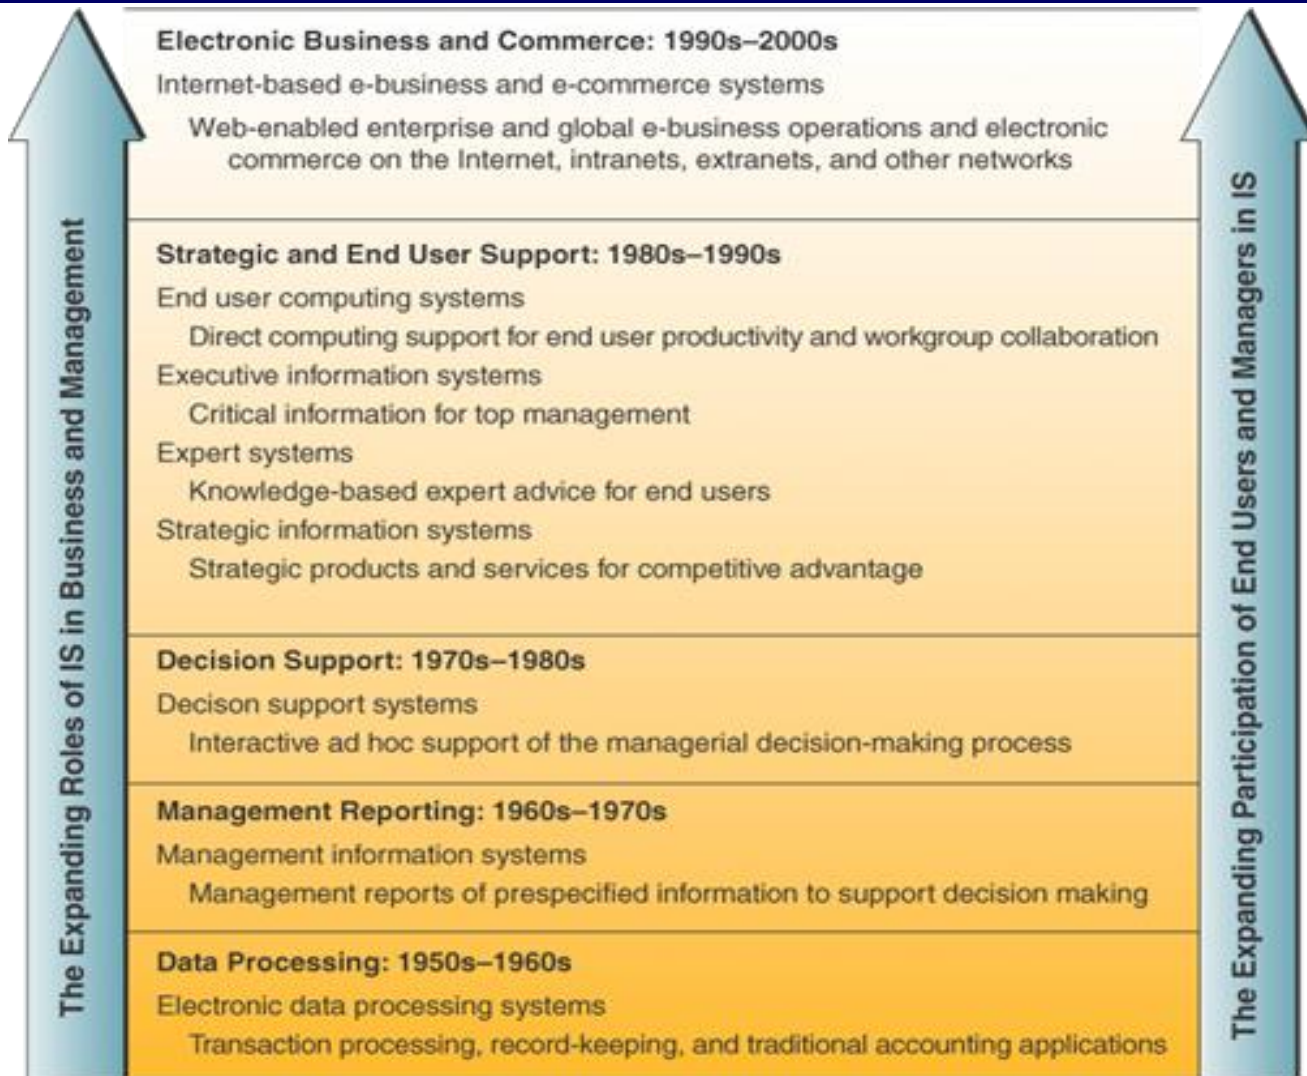 The Expanding Roles of IS in Business and Management
Electronic Business and Commerce: 1990s–2000s
Internet-based e-business and e-commerce systems
Web-enabled enterprise and global e-business operations and electronic
commerce on the Internet, intranets, extranets, and other networks
Strategic and End User Support: 1980s–1990s
End user computing systems
Direct computing support for end user productivity and workgroup collaboration
Executive information systems
Critical information for top management
Expert systems
Knowledge-based expert advice for end users
Strategic information systems
Strategic products and services for competitive advantage
Decision Support: 1970s–1980s
Decison support systems
Interactive ad hoc support of the managerial decision-making process
Management Reporting: 1960s–1970s
Management information systems
Management reports of prespecified information to support decision making
Data Processing: 1950s–1960s
Electronic data processing systems
Transaction processing, record-keeping, and traditional accounting applications
The Expanding Participation of End Users and Managers in IS